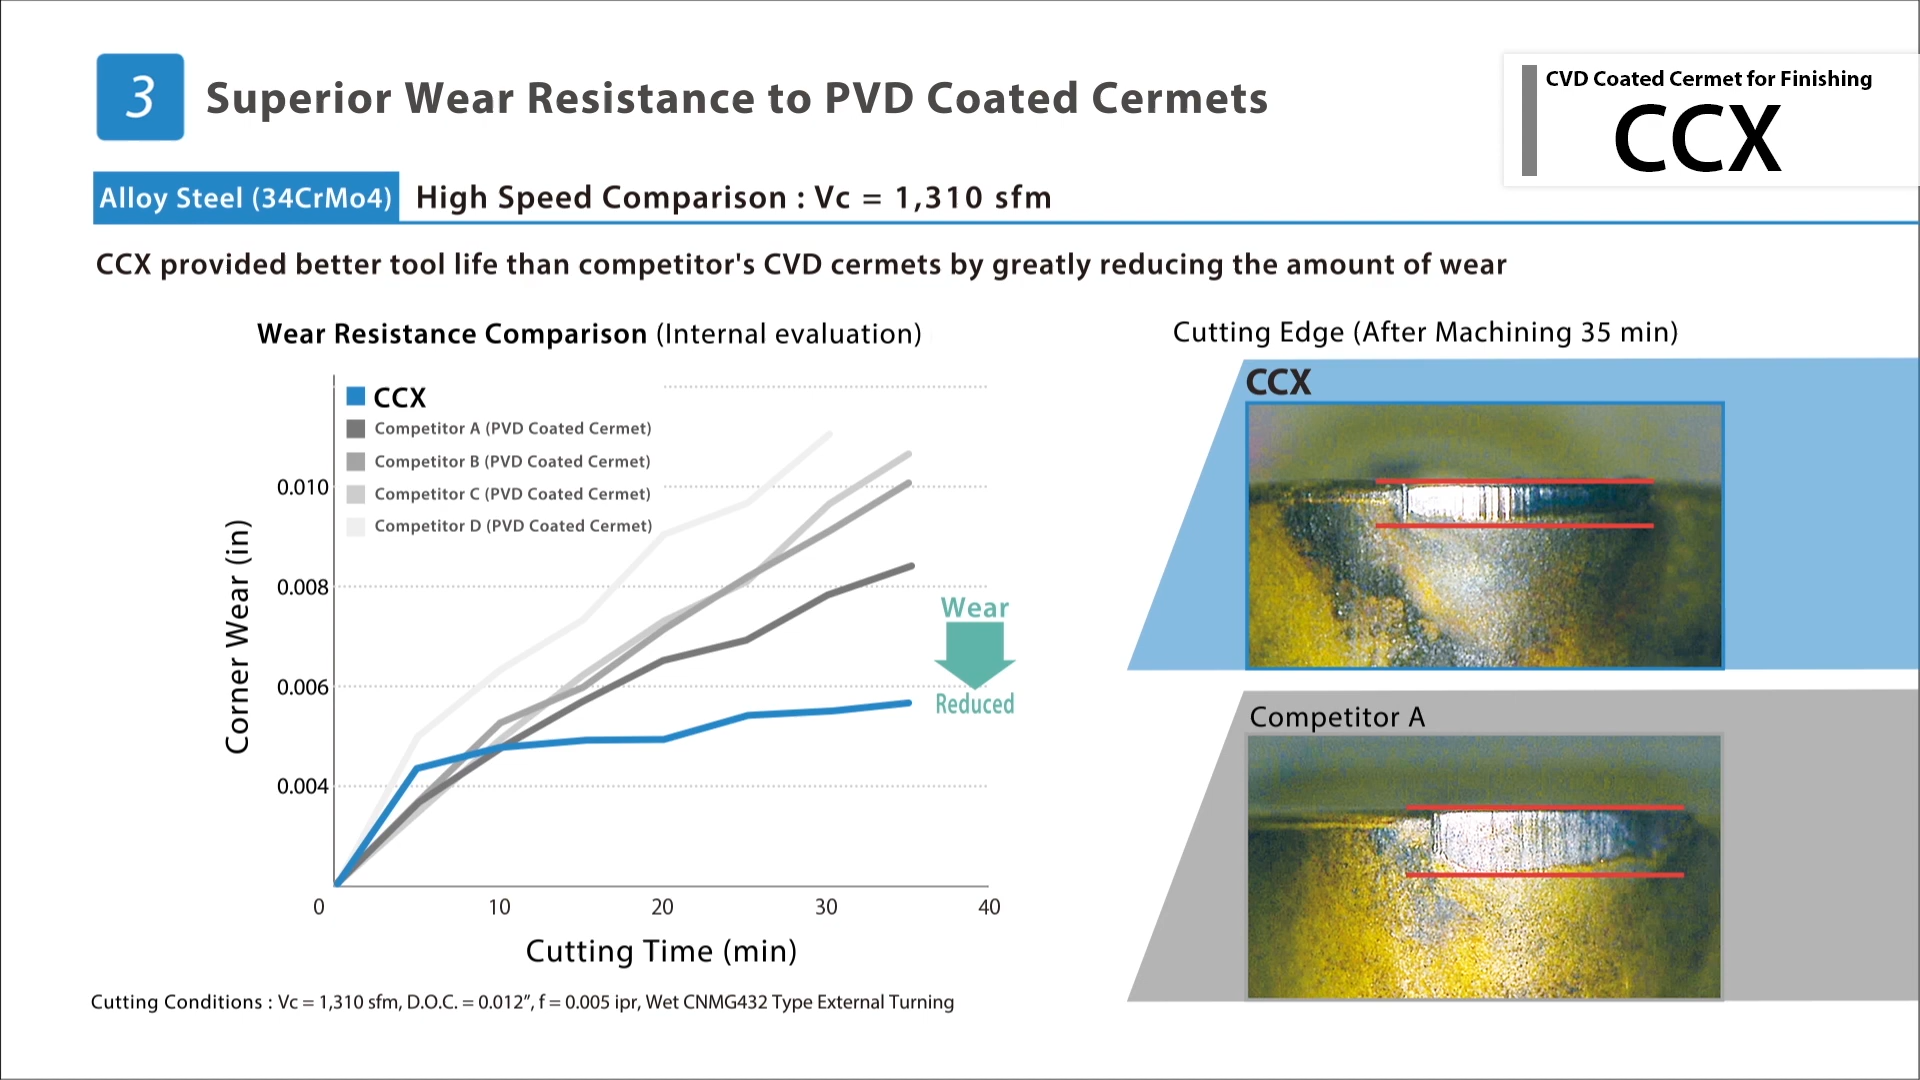 3
Superior Wear Resistance to PVD Coated Cermets
CVD Coated Cermet for Finishing
CCX
Alloy Steel (34CrMo4)
High Speed Comparison : Vc = 1,310 sfm
CCX provided better tool life than competitor's CVD cermets by greatly reducing the amount of wear
Wear Resistance Comparison (Internal evaluation)
CCX
Competitor A (PVD Coated Cermet)
Competitor B (PVD Coated Cermet)
Competitor C (PVD Coated Cermet)
Competitor D (PVD Coated Cermet)
Corner Wear (in)
0.010
0.008
0.006
0.004
0
10
20
30
40
Cutting Time (min)
Wear
Reduced
Cutting Conditions : Vc = 1,310 sfm, D.O.C. = 0.012”, f = 0.005 ipr, Wet CNMG432 Type External Turning
Cutting Edge (After Machining 35 min)
CCX
Competitor A